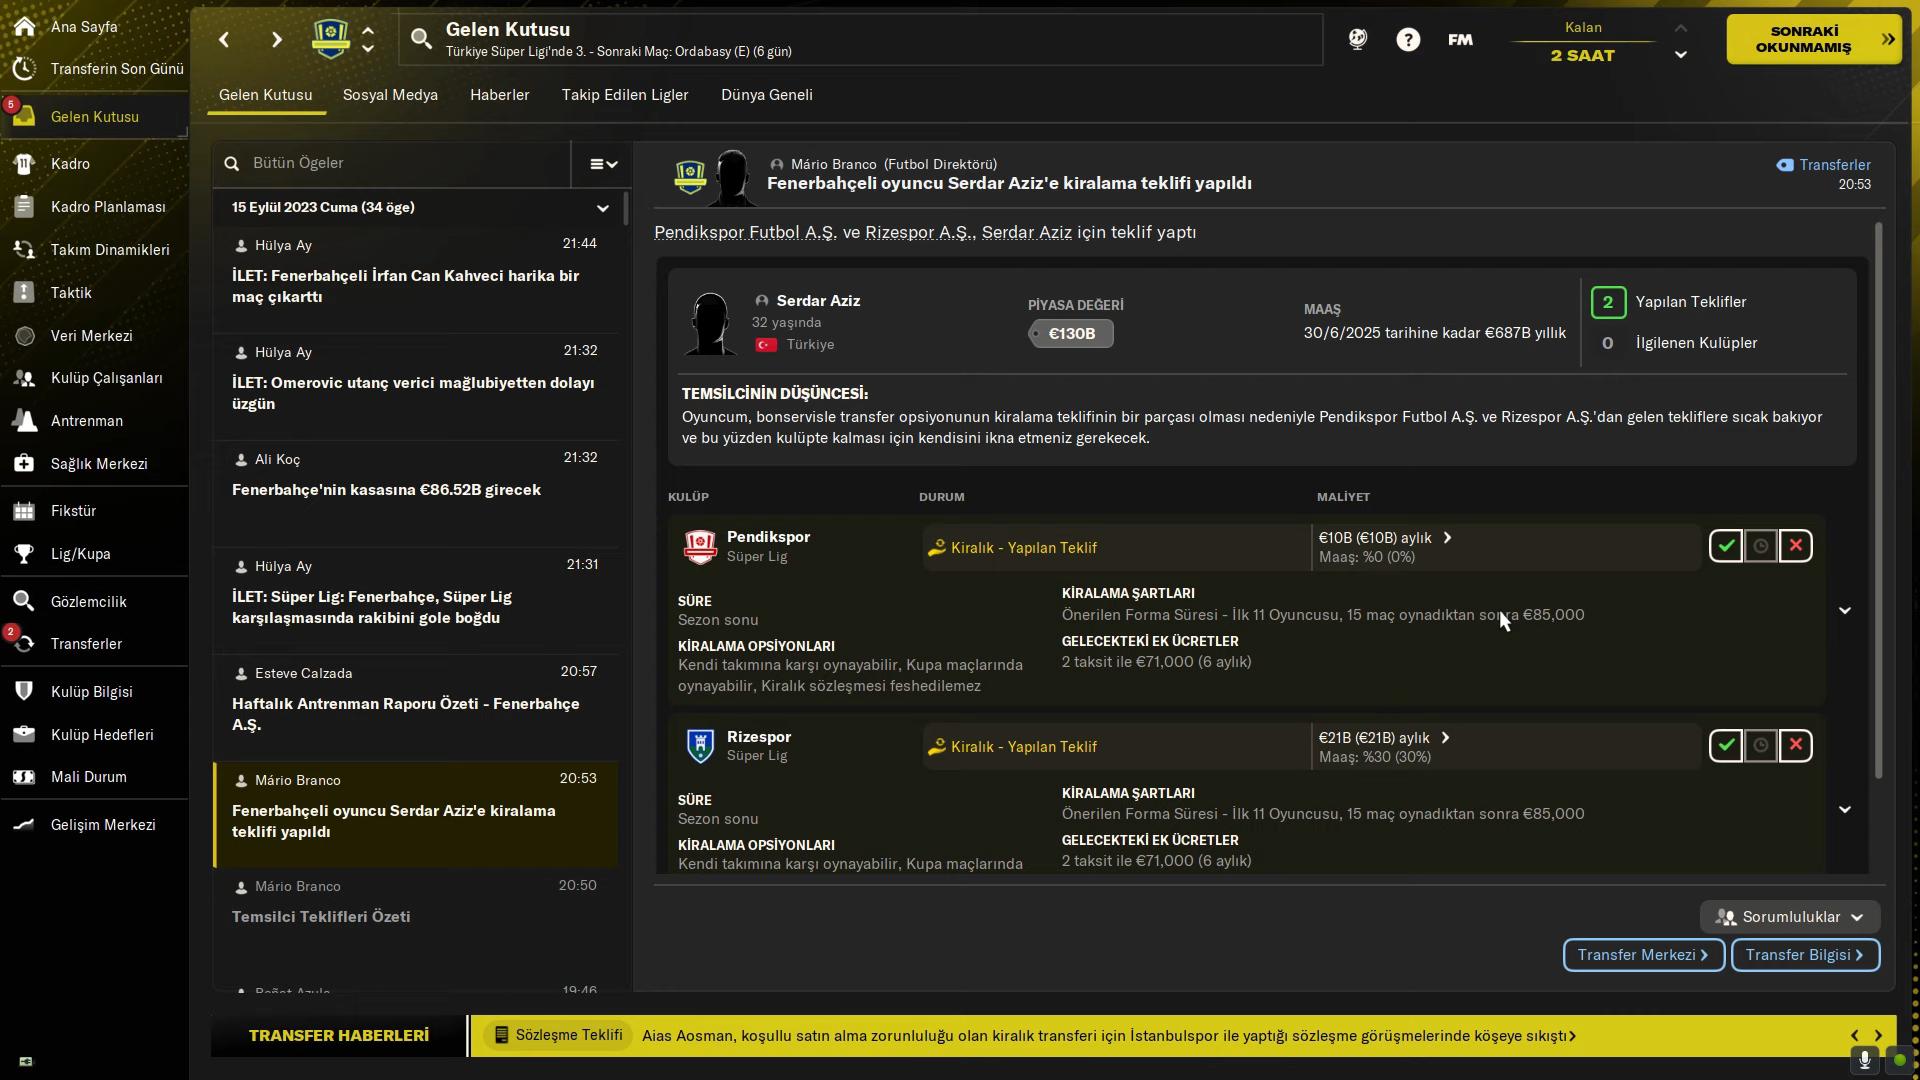 Ana Sayfa
Transferin Son Günü
5
Gelen Kutusu
Kadro
Kadro Planlaması
Takım Dinamikleri
Taktik
Veri Merkezi
Kulüp Çalışanları
Antrenman
Sağlık Merkezi
Fikstür
Lig/Kupa
Gözlemcilik
2
Transferler
Kulüp Bilgisi
Kulüp Hedefleri
Mali Durum
Gelişim Merkezi
Gelen Kutusu
Türkiye Süper Ligi'nde 3. - Sonraki Maç: Ordabasy (E) (6 gün)
?
FM
Kalan
2 SAAT
SONRAKİ
OKUNMAMIŞ
Gelen Kutusu
Sosyal Medya
Haberler
Takip Edilen Ligler
Dünya Geneli
Bütün Ögeler
15 Eylül 2023 Cuma (34 öge)
Hülya Ay 21:44
İLET: Fenerbahçeli İrfan Can Kahveci harika bir
maç çıkarttı
Hülya Ay 21:32
İLET: Omerovic utanç verici mağlubiyetten dolayı
üzgün
Ali Koç 21:32
Fenerbahçe'nin kasasına €86.52B girecek
Hülya Ay 21:31
İLET: Süper Lig: Fenerbahçe, Süper Lig
karşılaşmasında rakibini gole boğdu
Esteve Calzada 20:57
Haftalık Antrenman Raporu Özeti - Fenerbahçe
A.Ş.
Mário Branco 20:53
Fenerbahçeli oyuncu Serdar Aziz'e kiralama
teklifi yapıldı
Mário Branco 20:50
Temsilci Teklifleri Özeti
19:46
Mário Branco (Futbol Direktörü)
Fenerbahçeli oyuncu Serdar Aziz'e kiralama teklifi yapıldı
Transferler
20:53
Pendikspor Futbol A.Ş. ve Rizespor A.Ş., Serdar Aziz için teklif yaptı
Serdar Aziz
32 yaşında
Türkiye
PİYASA DEĞERİ
€130B
MAAŞ
30/6/2025 tarihine kadar €687B yıllık
2 Yapılan Teklifler
0 İlgilenen Kulüpler
TEMSİLCİNİN DÜŞÜNCESİ:
Oyuncum, bonservisle transfer opsiyonunun kiralama teklifinin bir parçası olması nedeniyle Pendikspor Futbol A.Ş. ve Rizespor A.Ş.'dan gelen tekliflere sıcak bakıyor
ve bu yüzden kulüpte kalması için kendisini ikna etmeniz gerekecek.
KULÜP DURUM MALİYET
Pendikspor
Süper Lig
Kiralık - Yapılan Teklif
€10B (€10B) aylık
Maaş: %0 (0%)
SÜRE
Sezon sonu
KİRALAMA OPSİYONLARI
Kendi takımına karşı oynayabilir, Kupa maçlarında
oynayabilir, Kiralık sözleşmesi feshedilemez
KİRALAMA ŞARTLARI
Önerilen Forma Süresi - İlk 11 Oyuncusu, 15 maç oynadıktan sonra €85,000
GELECEKTEKİ EK ÜCRETLER
2 taksit ile €71,000 (6 aylık)
Rizespor
Süper Lig
Kiralık - Yapılan Teklif
€21B (€21B) aylık
Maaş: %30 (30%)
SÜRE
Sezon sonu
KİRALAMA OPSİYONLARI
Kendi takımına karşı oynayabilir, Kupa maçlarında
KİRALAMA ŞARTLARI
Önerilen Forma Süresi - İlk 11 Oyuncusu, 15 maç oynadıktan sonra €85,000
GELECEKTEKİ EK ÜCRETLER
2 taksit ile €71,000 (6 aylık)
Sorumluluklar
Transfer Merkezi
Transfer Bilgisi
TRANSFER HABERLERİ
Sözleşme Teklifi
Aias Aosman, koşullu satın alma zorunluluğu olan kiralık transferi için İstanbulspor ile yaptığı sözleşme görüşmelerinde köşeye sıkıştı